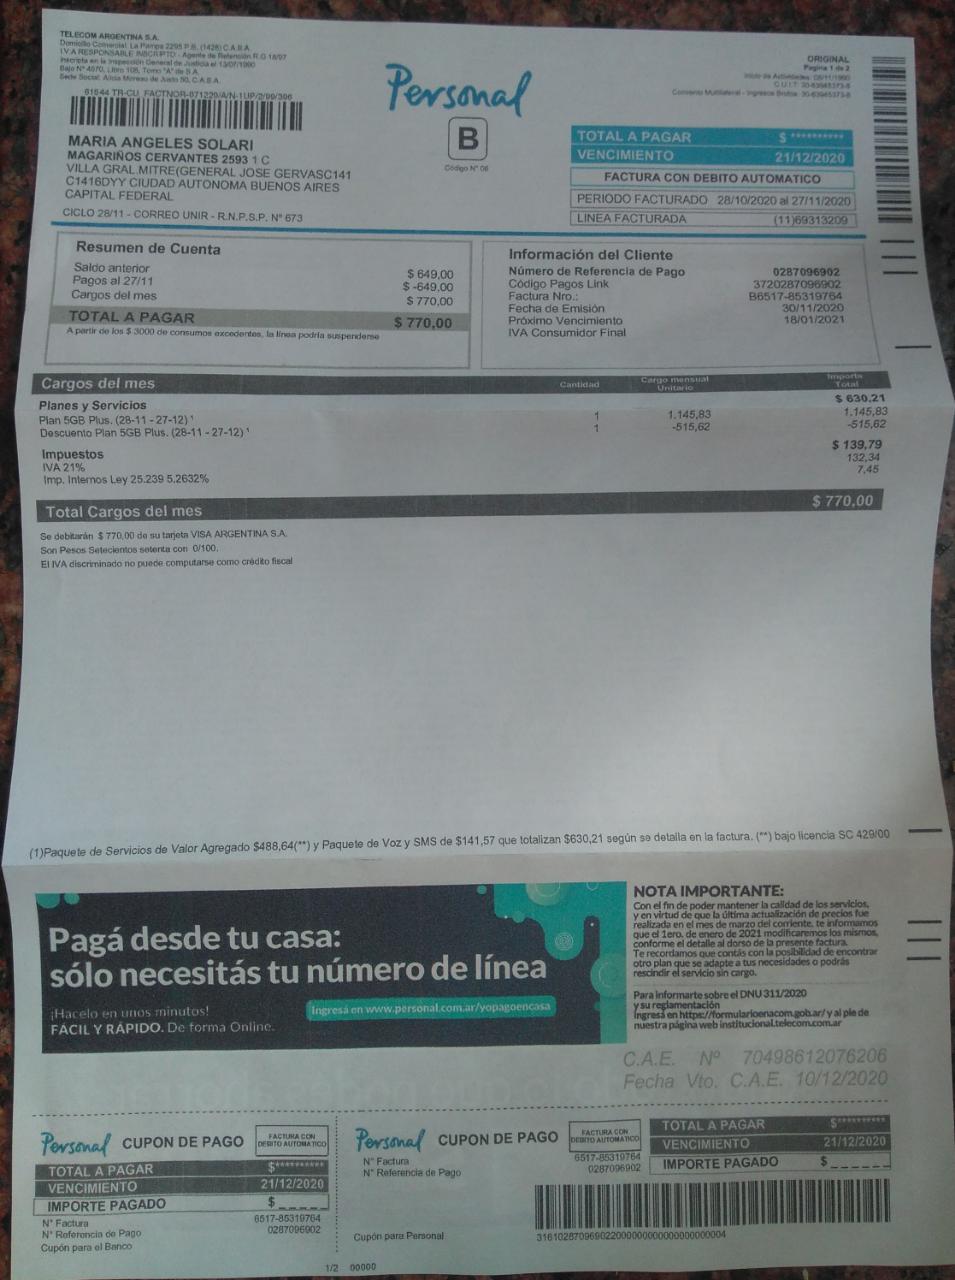 TELECOM ARGENTINA S.A.
Domicilio Comercial: La Pampa 2295 P.B. (1428) C.A.B.A.
I.V.A RESPONSABLE INSCRIPTO - Agente de Retención R.G 18/97
Inscripta en la Inspección General de Justicia el 13/07/1990
Bajo N° 4570, Libro 108, Tomo "A" de S.A.
Sede Social: Alicia Moreau de Justo 50, C.A.B.A.
61544 TR-CU FACTNOR-071220/A/N-1UP/2/99/396
Personal
B
Código N° 06
ORIGINAL
Pagina 1 de 2
C.U.I.T: 30-63945373-8
Convenio Multilateral - Ingresos Brutos: 30-63945373-8
MARIA ANGELES SOLARI
MAGARIÑOS CERVANTES 2593 1 C
VILLA GRAL.MITRE(GENERAL JOSE GERVASC141
C1416DYY CIUDAD AUTONOMA BUENOS AIRES
CAPITAL FEDERAL
CICLO 28/11 - CORREO UNIR - R.N.P.S.P. N° 673
TOTAL A PAGAR $ **********
VENCIMIENTO 21/12/2020
FACTURA CON DEBITO AUTOMATICO
PERIODO FACTURADO 28/10/2020 al 27/11/2020
LINEA FACTURADA (11)69313209
Resumen de Cuenta
Saldo anterior $ 649,00
Pagos al 27/11 $ -649,00
Cargos del mes $ 770,00
TOTAL A PAGAR $ 770,00
A partir de los $ 3000 de consumos excedentes, la línea podría suspenderse
Información del Cliente
Número de Referencia de Pago 0287096902
Código Pagos Link 3720287096902
Factura Nro.: B6517-85319764
Fecha de Emisión 30/11/2020
Próximo Vencimiento 18/01/2021
IVA Consumidor Final
Cargos del mes Cantidad Cargo mensual Unitario Importe Total
Planes y Servicios $ 630,21
Plan 5GB Plus. (28-11 - 27-12) ¹ 1 1.145,83 1.145,83
Descuento Plan 5GB Plus. (28-11 - 27-12) ¹ 1 -515,62 -515,62
Impuestos $ 139,79
IVA 21% 132,34
Imp. Internos Ley 25.239 5.2632% 7,45
Total Cargos del mes $ 770,00
Se debitarán $ 770,00 de su tarjeta VISA ARGENTINA S.A.
Son Pesos Setecientos setenta con 0/100.
El IVA discriminado no puede computarse como crédito fiscal
(1)Paquete de Servicios de Valor Agregado $488,64(**) y Paquete de Voz y SMS de $141,57 que totalizan $630,21 según se detalla en la factura. (**) bajo licencia SC 429/00
Pagá desde tu casa:
sólo necesitás tu número de línea
¡Hacelo en unos minutos!
FÁCIL Y RÁPIDO. De forma Online.
Ingresá en www.personal.com.ar/yopagoencasa
NOTA IMPORTANTE:
Con el fin de poder mantener la calidad de los servicios,
y en virtud de que la última actualización de precios fue
realizada en el mes de marzo del corriente, te informamos
que el 1ero. de enero de 2021 modificaremos los mismos,
conforme el detalle al dorso de la presente factura.
Te recordamos que contás con la posibilidad de encontrar
otro plan que se adapte a tus necesidades o podrás
rescindir el servicio sin cargo.
Para informarte sobre el DNU 311/2020
y su reglamentación
Ingresá en https://formularioenacom.gob.ar/ y al pie de
nuestra página web institucional.telecom.com.ar
C.A.E. Nº 70498612076206
Fecha Vto. C.A.E. 10/12/2020
Personal CUPON DE PAGO
FACTURA CON
DEBITO AUTOMATICO
TOTAL A PAGAR $**********
VENCIMIENTO 21/12/2020
IMPORTE PAGADO $ _ _ _ _ _ _
N° Factura 6517-85319764
N° Referencia de Pago 0287096902
Cupón para el Banco
Personal CUPON DE PAGO
FACTURA CON
DEBITO AUTOMATICO
N° Factura 6517-85319764
N° Referencia de Pago 0287096902
TOTAL A PAGAR $**********
VENCIMIENTO 21/12/2020
IMPORTE PAGADO $ _ _ _ _ _ _
Cupón para Personal
1/2 00000